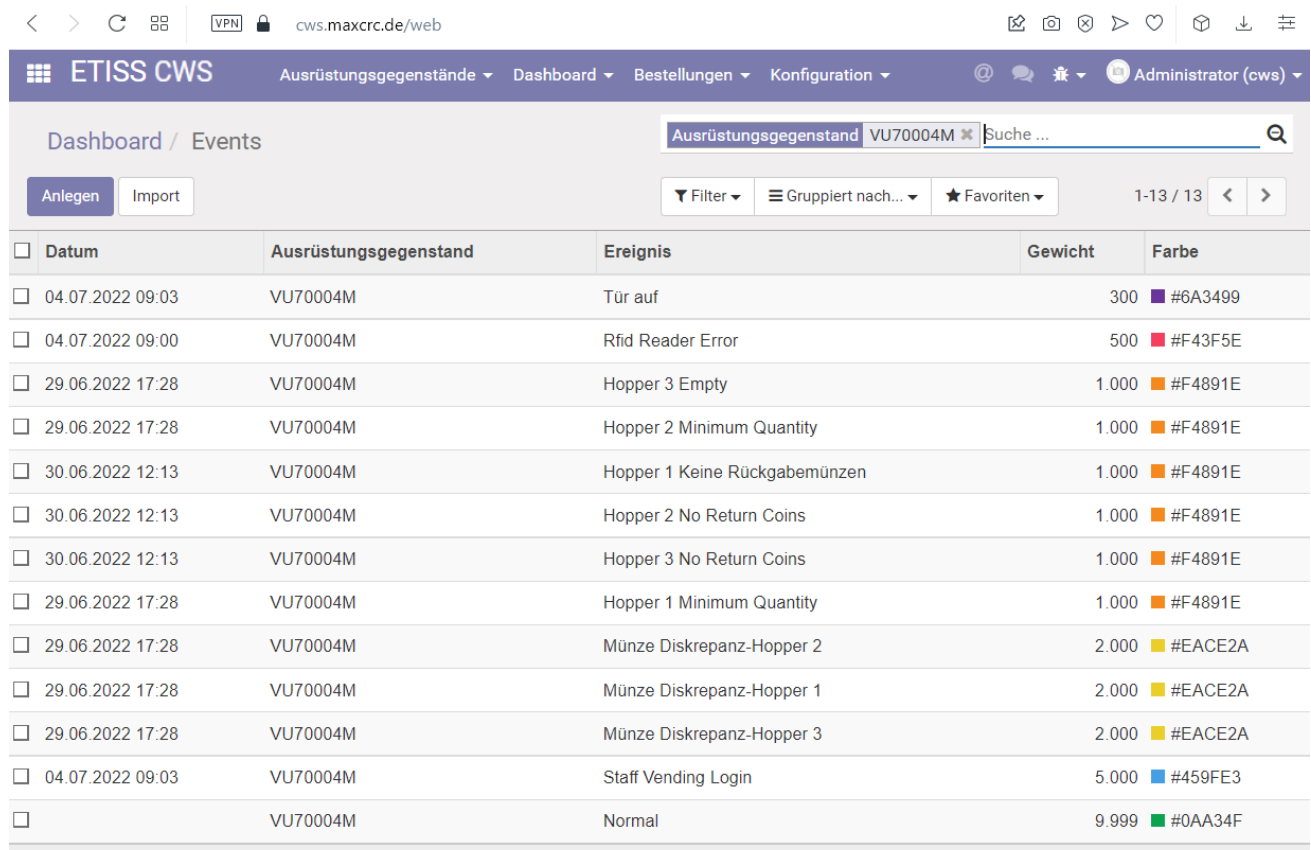 VPN cws.maxcrc.de/web
ETISS CWS Ausrüstungsgegenstände Dashboard Bestellungen Konfiguration @ Administrator (cws)
Dashboard / Events Ausrüstungsgegenstand VU70004M Suche ...
Anlegen Import Filter Gruppiert nach... Favoriten 1-13 / 13
Datum Ausrüstungsgegenstand Ereignis Gewicht Farbe
04.07.2022 09:03 VU70004M Tür auf 300 #6A3499
04.07.2022 09:00 VU70004M Rfid Reader Error 500 #F43F5E
29.06.2022 17:28 VU70004M Hopper 3 Empty 1.000 #F4891E
29.06.2022 17:28 VU70004M Hopper 2 Minimum Quantity 1.000 #F4891E
30.06.2022 12:13 VU70004M Hopper 1 Keine Rückgabemünzen 1.000 #F4891E
30.06.2022 12:13 VU70004M Hopper 2 No Return Coins 1.000 #F4891E
30.06.2022 12:13 VU70004M Hopper 3 No Return Coins 1.000 #F4891E
29.06.2022 17:28 VU70004M Hopper 1 Minimum Quantity 1.000 #F4891E
29.06.2022 17:28 VU70004M Münze Diskrepanz-Hopper 2 2.000 #EACE2A
29.06.2022 17:28 VU70004M Münze Diskrepanz-Hopper 1 2.000 #EACE2A
29.06.2022 17:28 VU70004M Münze Diskrepanz-Hopper 3 2.000 #EACE2A
04.07.2022 09:03 VU70004M Staff Vending Login 5.000 #459FE3
VU70004M Normal 9.999 #0AA34F